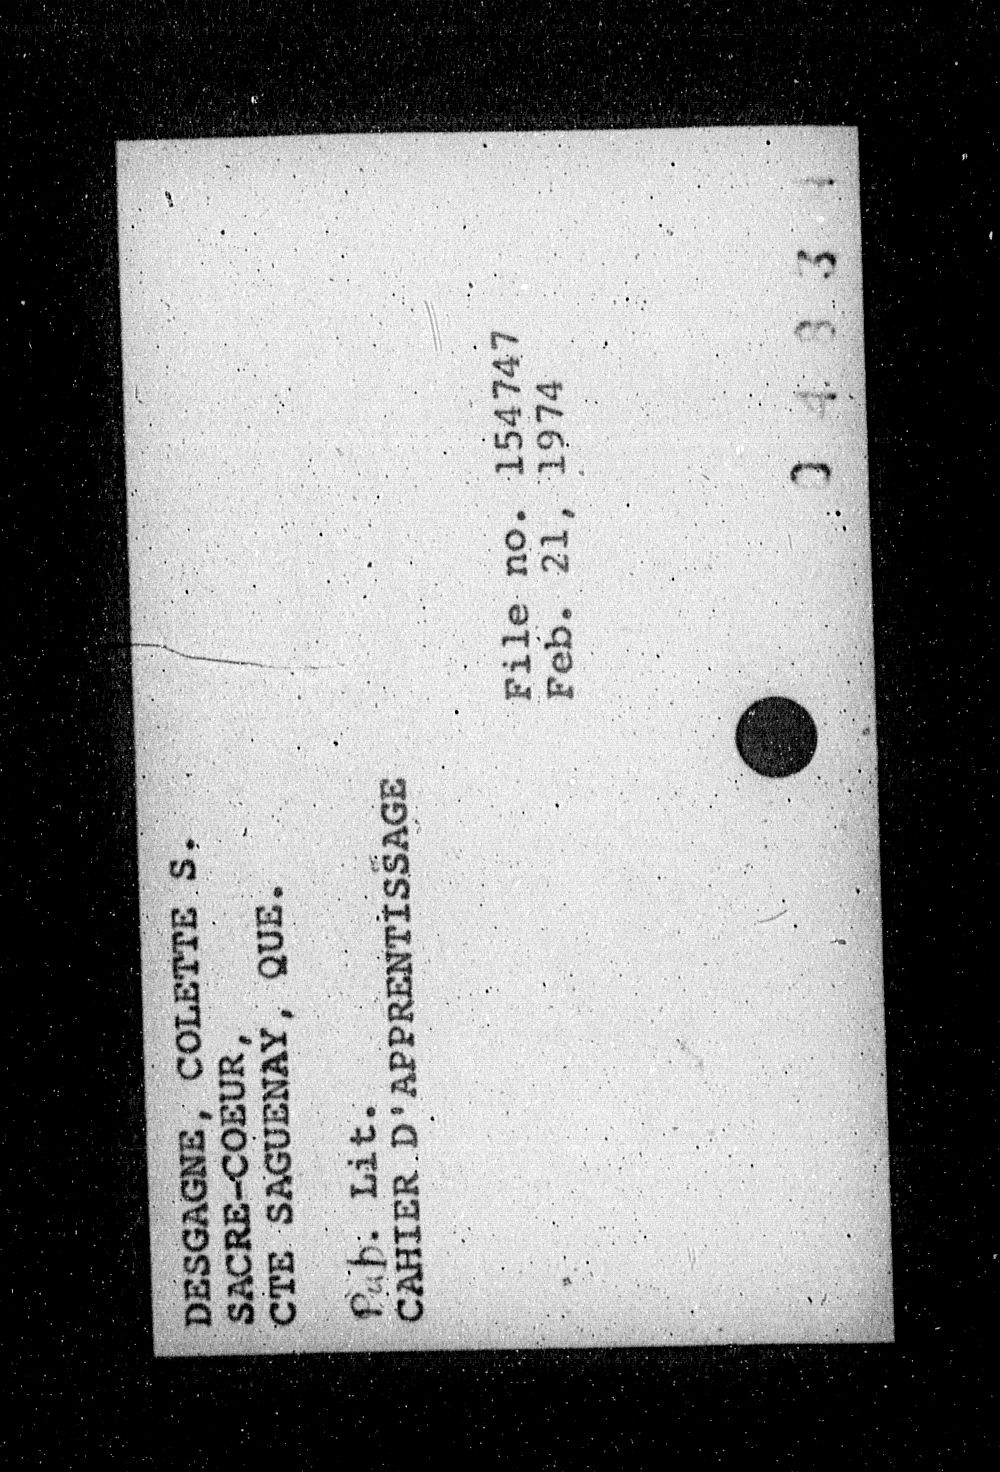 DESGAGNE, COLETTE S.
SACRE-COEUR,
CTE SAGUENAY, QUE.
Pub. Lit.
CAHIER D'APPRENTISSAGE
File no. 154747
Feb. 21, 1974